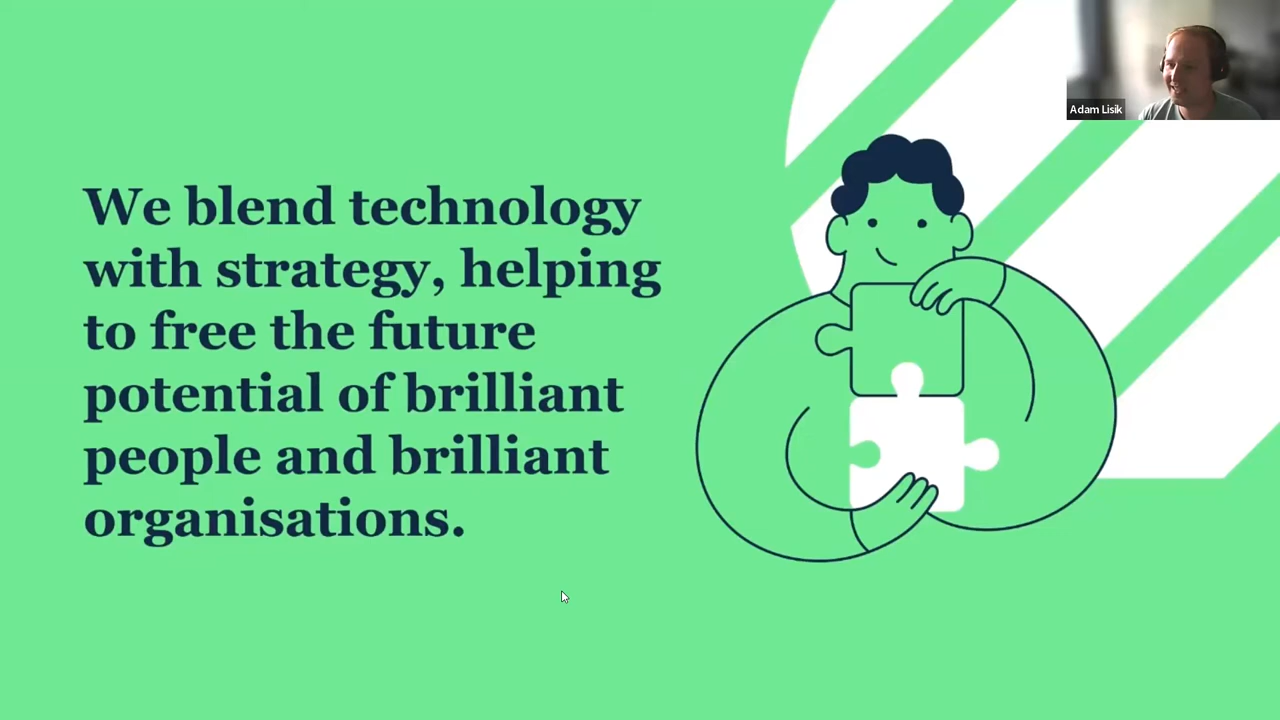 We blend technology
with strategy, helping
to free the future
potential of brilliant
people and brilliant
organisations.
Adam Lisik